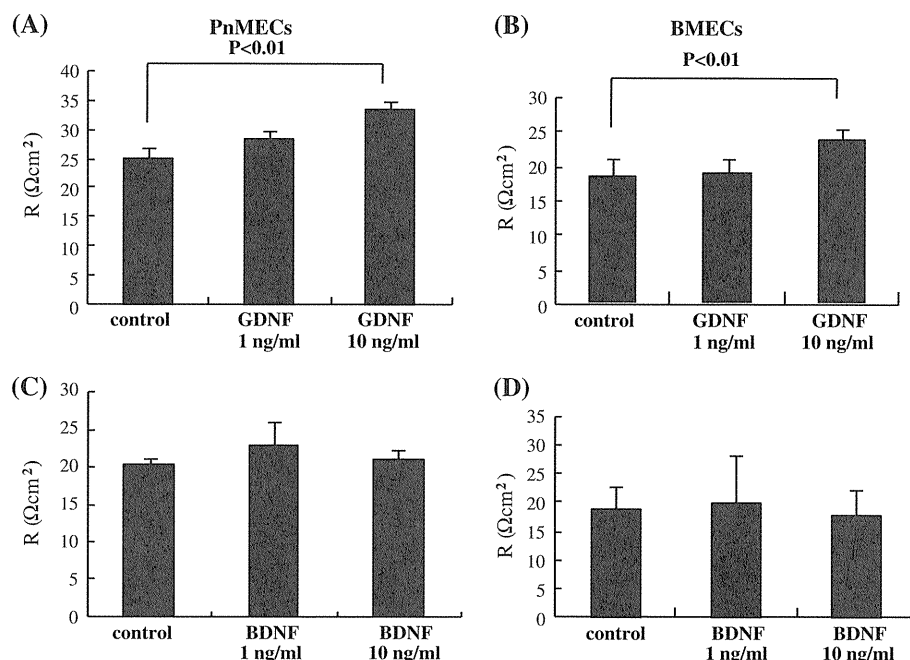 (A)
PnMECs
P<0.01
R (Ωcm²)
40
35
30
25
20
15
10
5
0
control
GDNF
1 ng/ml
GDNF
10 ng/ml
(B)
BMECs
P<0.01
R (Ωcm²)
30
25
20
15
10
5
0
control
GDNF
1 ng/ml
GDNF
10 ng/ml
(C)
R (Ωcm²)
30
25
20
15
10
5
0
control
BDNF
1 ng/ml
BDNF
10 ng/ml
(D)
R (Ωcm²)
35
30
25
20
15
10
5
0
control
BDNF
1 ng/ml
BDNF
10 ng/ml